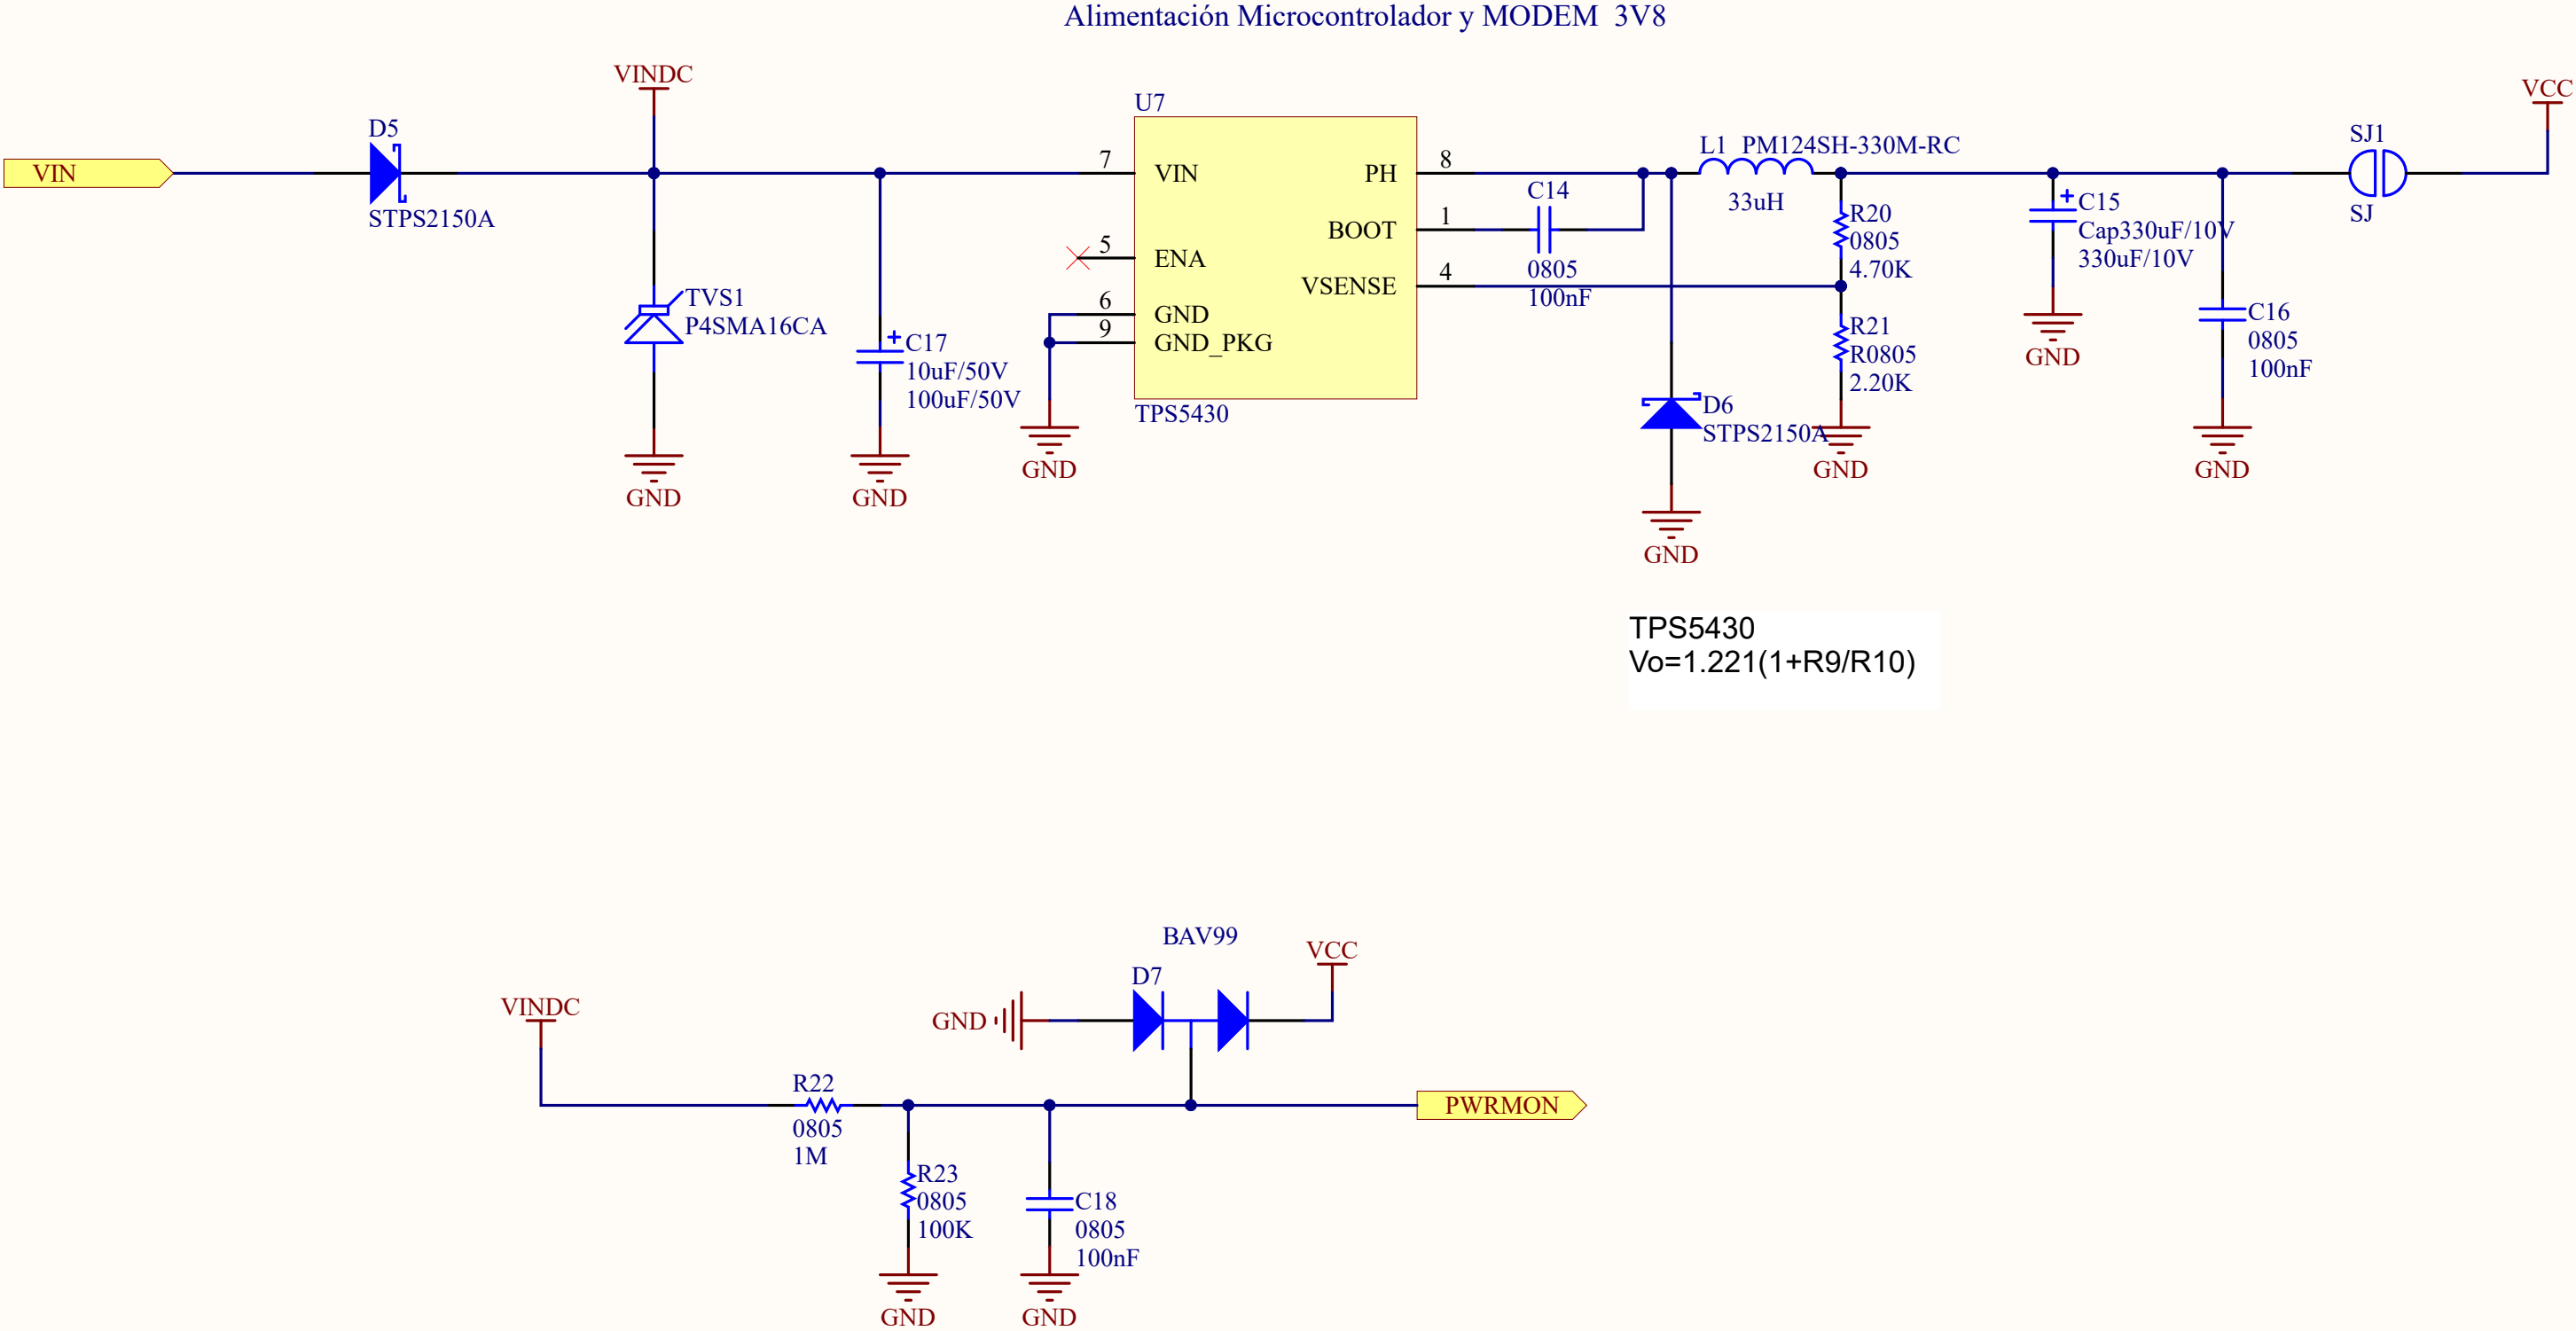 Alimentación Microcontrolador y MODEM  3V8
VIN
D5
STPS2150A
VINDC
TVS1
P4SMA16CA
C17
10uF/50V
100uF/50V
GND
GND
GND
U7
7
VIN
5
ENA
6
GND
9
GND_PKG
PH
8
BOOT
1
VSENSE
4
TPS5430
C14
0805
100nF
L1  PM124SH-330M-RC
33uH
D6
STPS2150A
GND
R20
0805
4.70K
R21
R0805
2.20K
GND
C15
Cap330uF/10V
330uF/10V
GND
C16
0805
100nF
GND
SJ1
SJ
VCC
TPS5430
Vo=1.221(1+R9/R10)
VINDC
R22
0805
1M
R23
0805
100K
GND
C18
0805
100nF
GND
BAV99
D7
GND
VCC
PWRMON